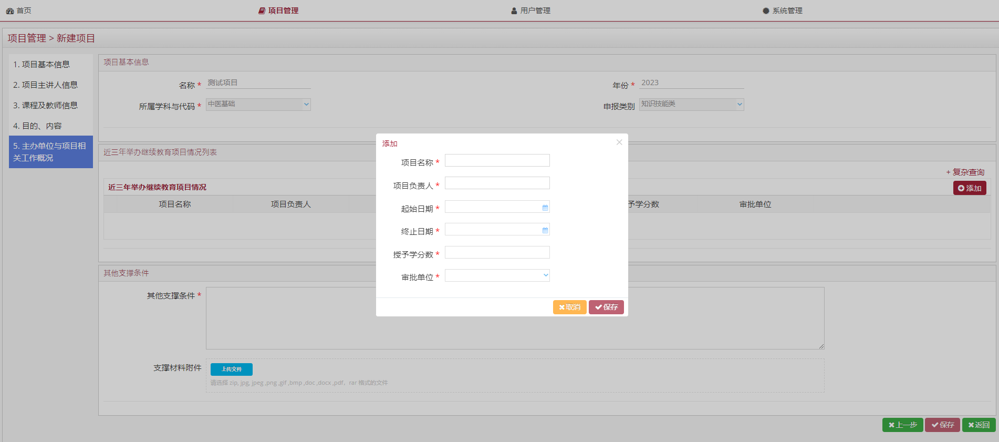 首页 项目管理 用户管理 系统管理
项目管理 > 新建项目
1. 项目基本信息
2. 项目主讲人信息
3. 课程及教师信息
4. 目的、内容
5. 主办单位与项目相
关工作概况
项目基本信息
名称 * 测试项目 年份 * 2023
所属学科与代码 * 中医基础 申报类别 知识技能类
近三年举办继续教育项目情况列表
+ 复杂查询
近三年举办继续教育项目情况 添加
项目名称 项目负责人 予学分数 审批单位
其他支撑条件
其他支撑条件 *
支撑材料附件 上传文件
请选择 zip, jpg, jpeg ,png ,gif ,bmp ,doc ,docx ,pdf, rar 格式的文件
上一步 保存 返回
添加 ×
项目名称 *
项目负责人 *
起始日期 *
终止日期 *
授予学分数 *
审批单位 *
取消 保存